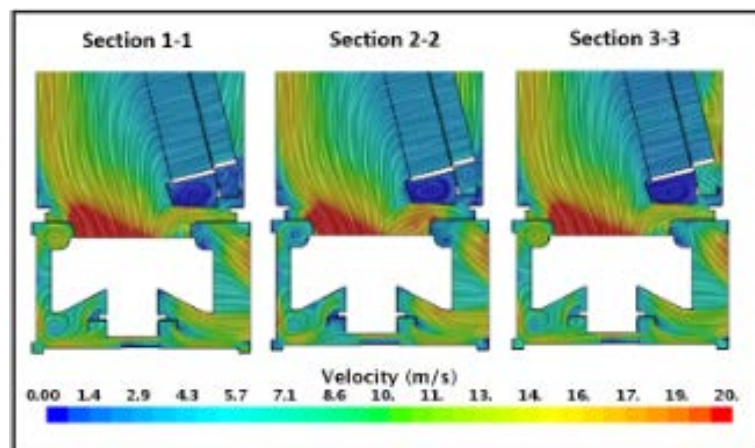 Section 1-1 Section 2-2 Section 3-3
Velocity (m/s)
0.00 1.4 2.9 4.3 5.7 7.1 8.6 10. 11. 13. 14. 16. 17. 19. 20.